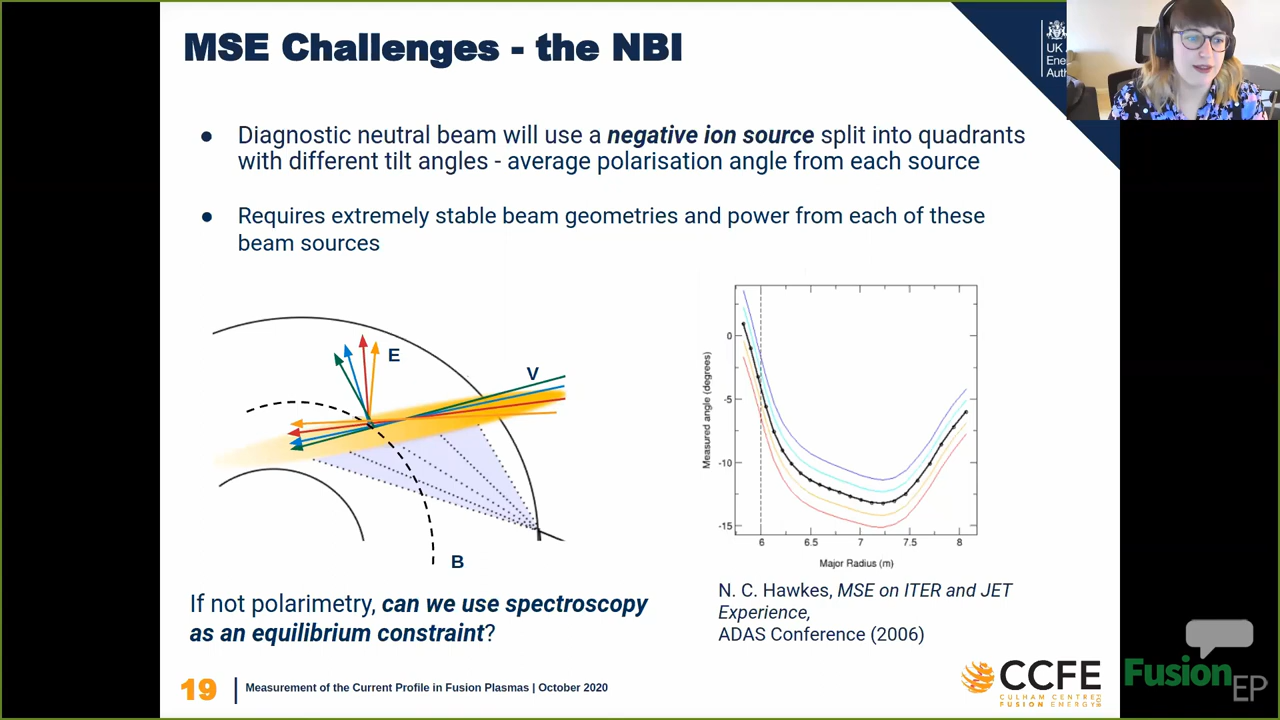 MSE Challenges - the NBI
UK
Ene
Aut
● Diagnostic neutral beam will use a negative ion source split into quadrants
with different tilt angles - average polarisation angle from each source
● Requires extremely stable beam geometries and power from each of these
beam sources
E
V
B
Measured angle (degrees)
0
-5
-10
-15
6
6.5
7
7.5
8
Major Radius (m)
If not polarimetry, can we use spectroscopy
as an equilibrium constraint?
N. C. Hawkes, MSE on ITER and JET
Experience,
ADAS Conference (2006)
19
Measurement of the Current Profile in Fusion Plasmas | October 2020
CCFE
CULHAM CENTRE FOR
FUSION ENERGY
Fusion
EP